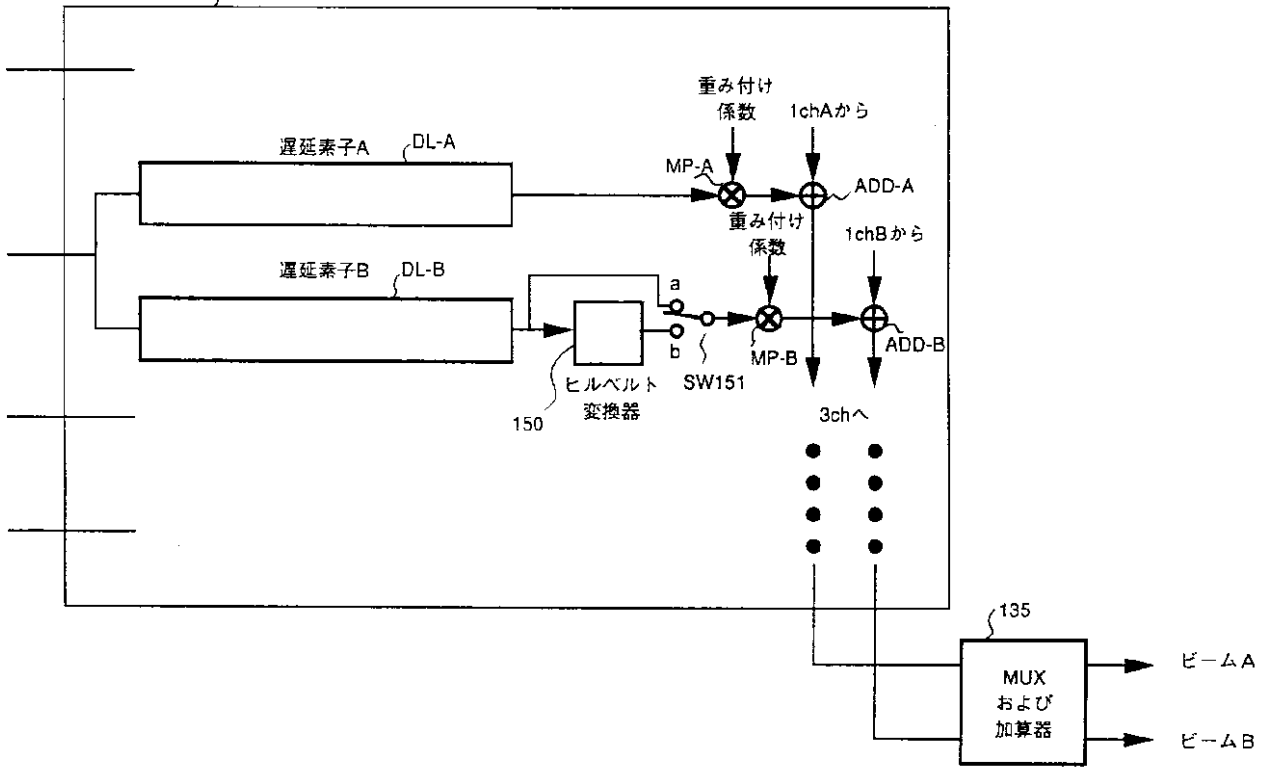 重み付け
係数
1chAから
遅延素子A
DL-A
MP-A
ADD-A
重み付け
係数
1chBから
遅延素子B
DL-B
a
b
MP-B
ADD-B
SW151
ヒルベルト
変換器
150
3chへ
135
MUX
および
加算器
ビームA
ビームB